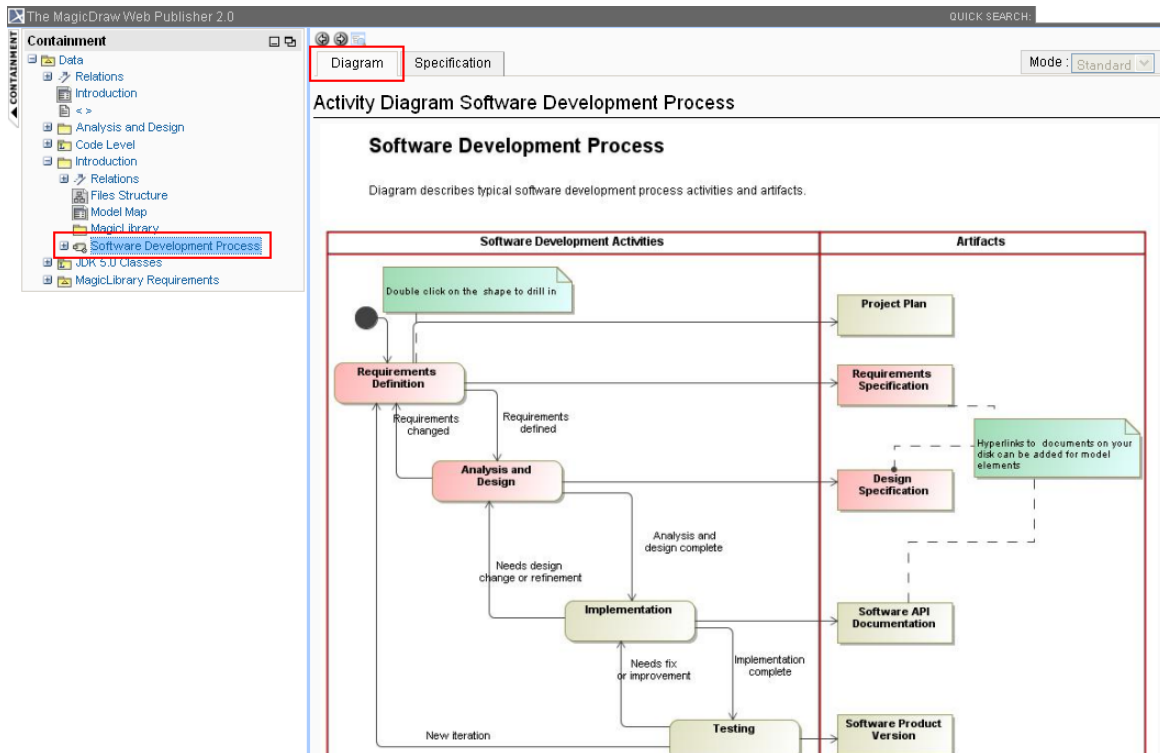 The MagicDraw Web Publisher 2.0
QUICK SEARCH:
CONTAINMENT
Containment
Data
Relations
Introduction
< >
Analysis and Design
Code Level
Introduction
Relations
Files Structure
Model Map
MagicLibrary
Software Development Process
JDK 5.0 Classes
MagicLibrary Requirements
Diagram
Specification
Mode :
Standard
Activity Diagram Software Development Process
Software Development Process
Diagram describes typical software development process activities and artifacts.
Software Development Activities
Artifacts
Double click on the shape to drill in
Project Plan
Requirements
Definition
Requirements
Specification
Requirements
changed
Requirements
defined
Hyperlinks to documents on your
disk can be added for model
elements
Analysis and
Design
Design
Specification
Analysis and
design complete
Needs design
change or refinement
Implementation
Software API
Documentation
Needs fix
or improvement
Implementation
complete
Testing
Software Product
Version
New iteration